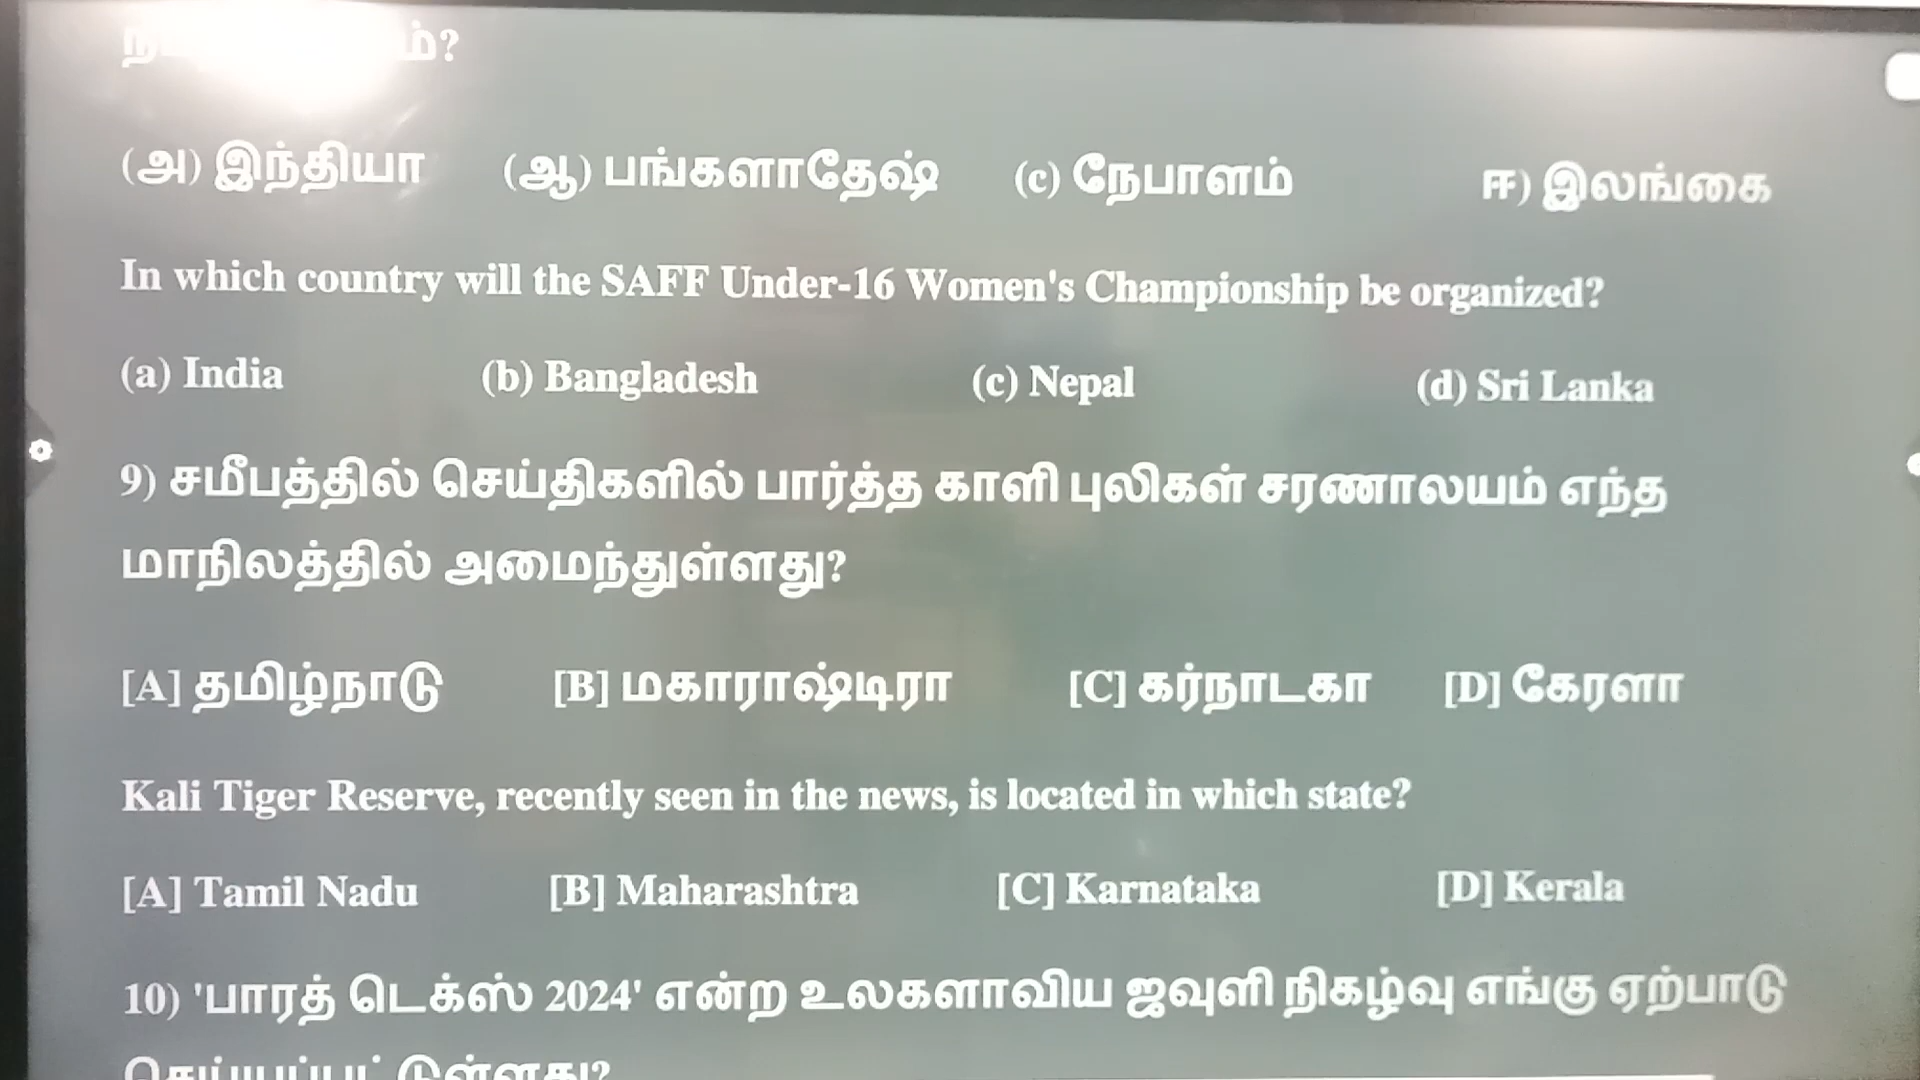 (அ) இந்தியா (ஆ) பங்களாதேஷ் (c) நேபாளம் ஈ) இலங்கை
In which country will the SAFF Under-16 Women's Championship be organized?
(a) India (b) Bangladesh (c) Nepal (d) Sri Lanka
9) சமீபத்தில் செய்திகளில் பார்த்த காளி புலிகள் சரணாலயம் எந்த
மாநிலத்தில் அமைந்துள்ளது?
[A] தமிழ்நாடு [B] மகாராஷ்டிரா [C] கர்நாடகா [D] கேரளா
Kali Tiger Reserve, recently seen in the news, is located in which state?
[A] Tamil Nadu [B] Maharashtra [C] Karnataka [D] Kerala
10) 'பாரத் டெக்ஸ் 2024' என்ற உலகளாவிய ஜவுளி நிகழ்வு எங்கு ஏற்பாடு
செய்யப்பட்டுள்ளது?